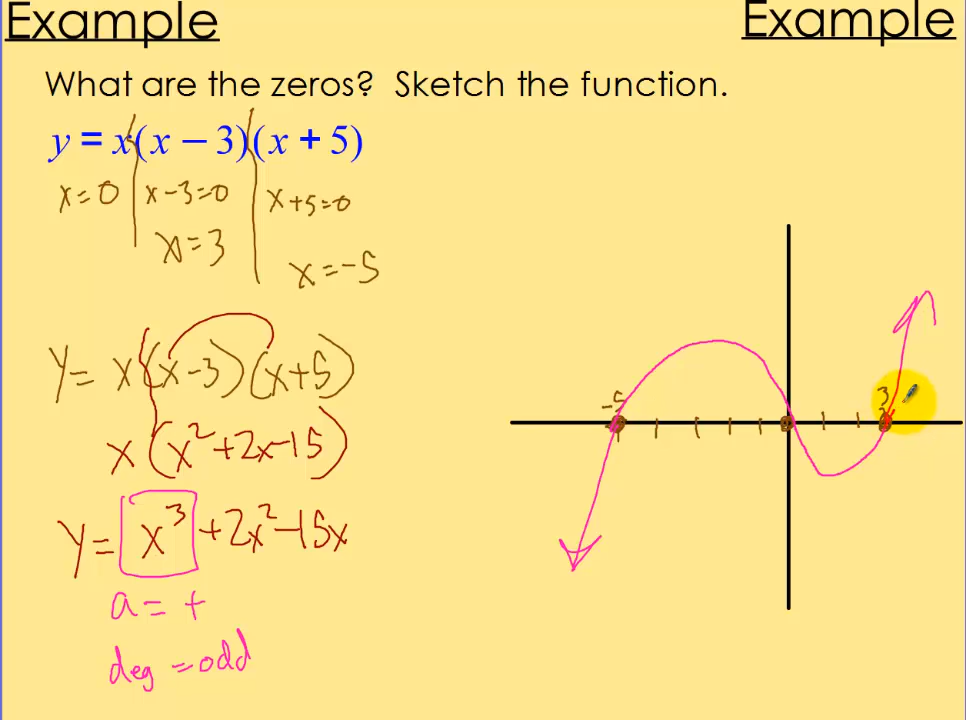 Example Example
What are the zeros? Sketch the function.
y = x(x − 3)(x + 5)
x=0 x-3=0 x+5=0
x=3
x=-5
y= x(x-3)(x+5)
x(x²+2x-15)
y= x³+2x²-15x
a= +
deg =odd
-5
3